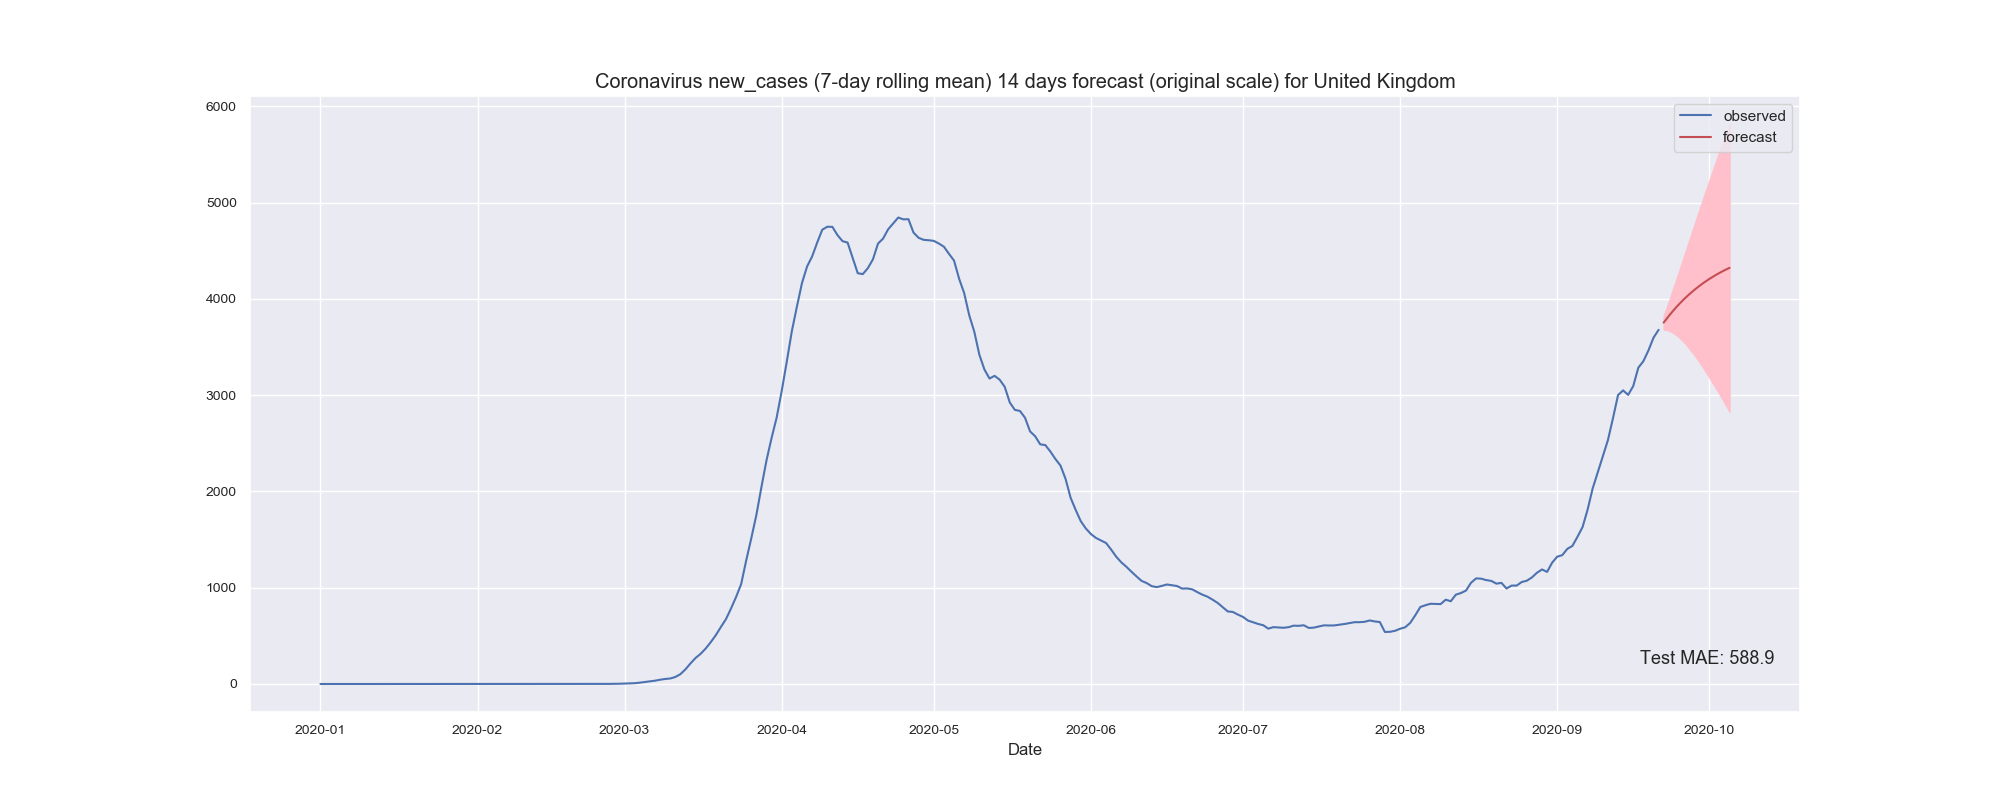 Coronavirus new_cases (7-day rolling mean) 14 days forecast (original scale) for United Kingdom
6000
5000
4000
3000
2000
1000
0
observed
forecast
Test MAE: 588.9
2020-01 2020-02 2020-03 2020-04 2020-05 2020-06 2020-07 2020-08 2020-09 2020-10
Date